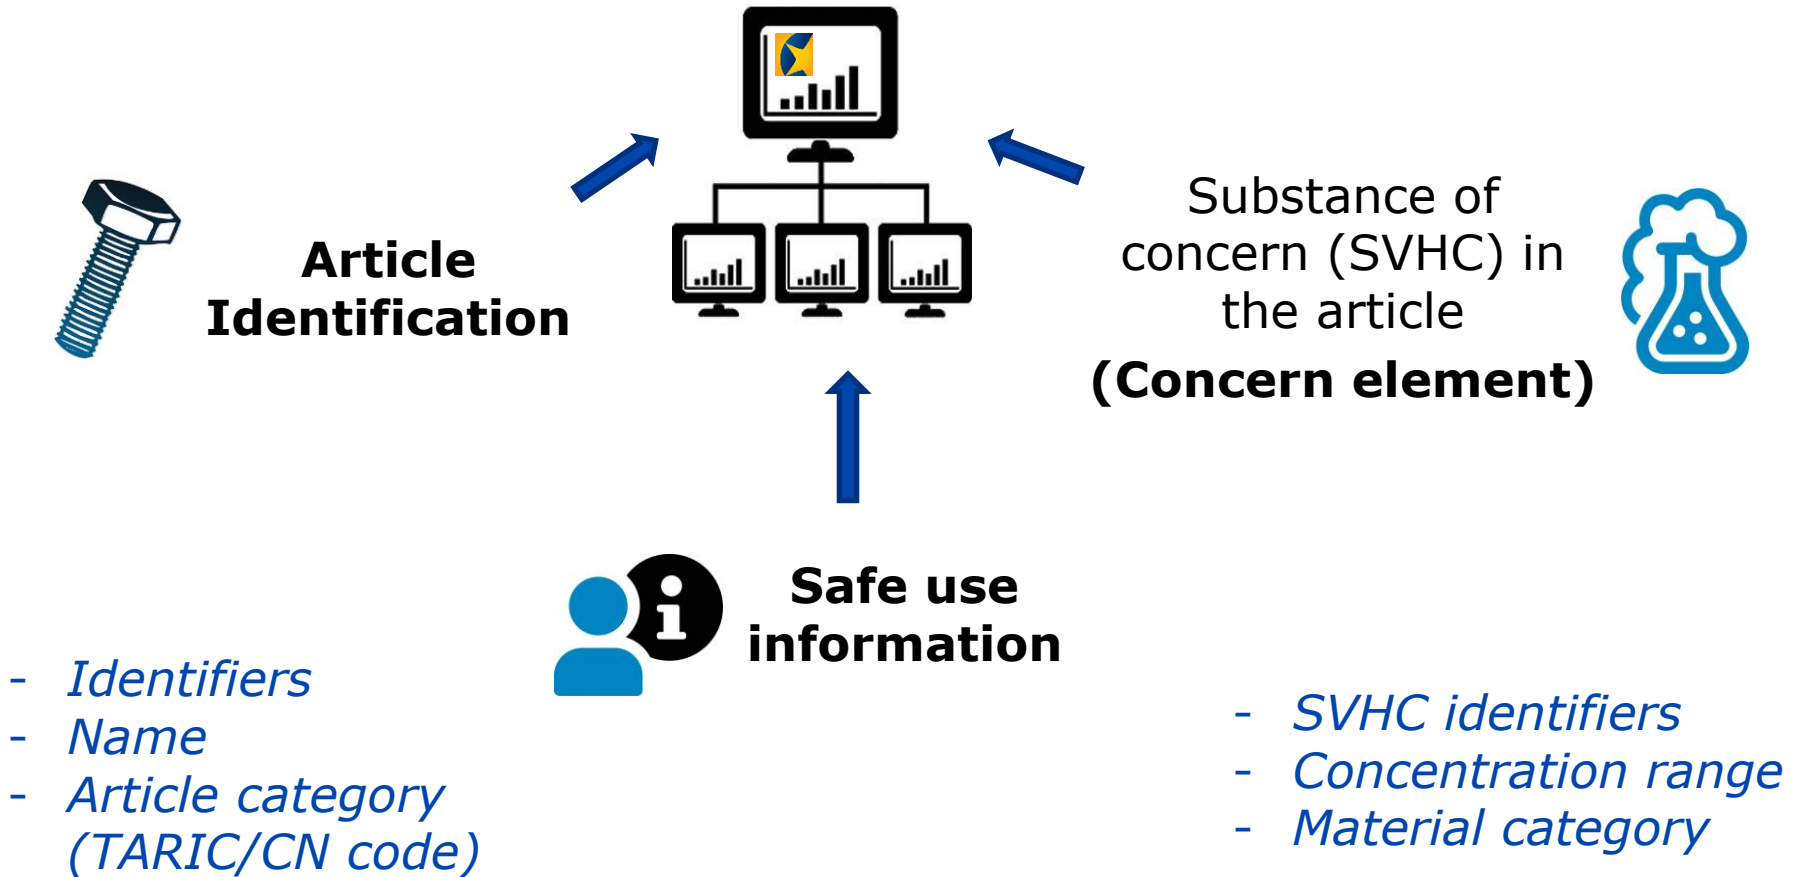 Article
Identification
Substance of
concern (SVHC) in
the article
(Concern element)
Safe use
information
- Identifiers
- Name
- Article category
(TARIC/CN code)
- SVHC identifiers
- Concentration range
- Material category